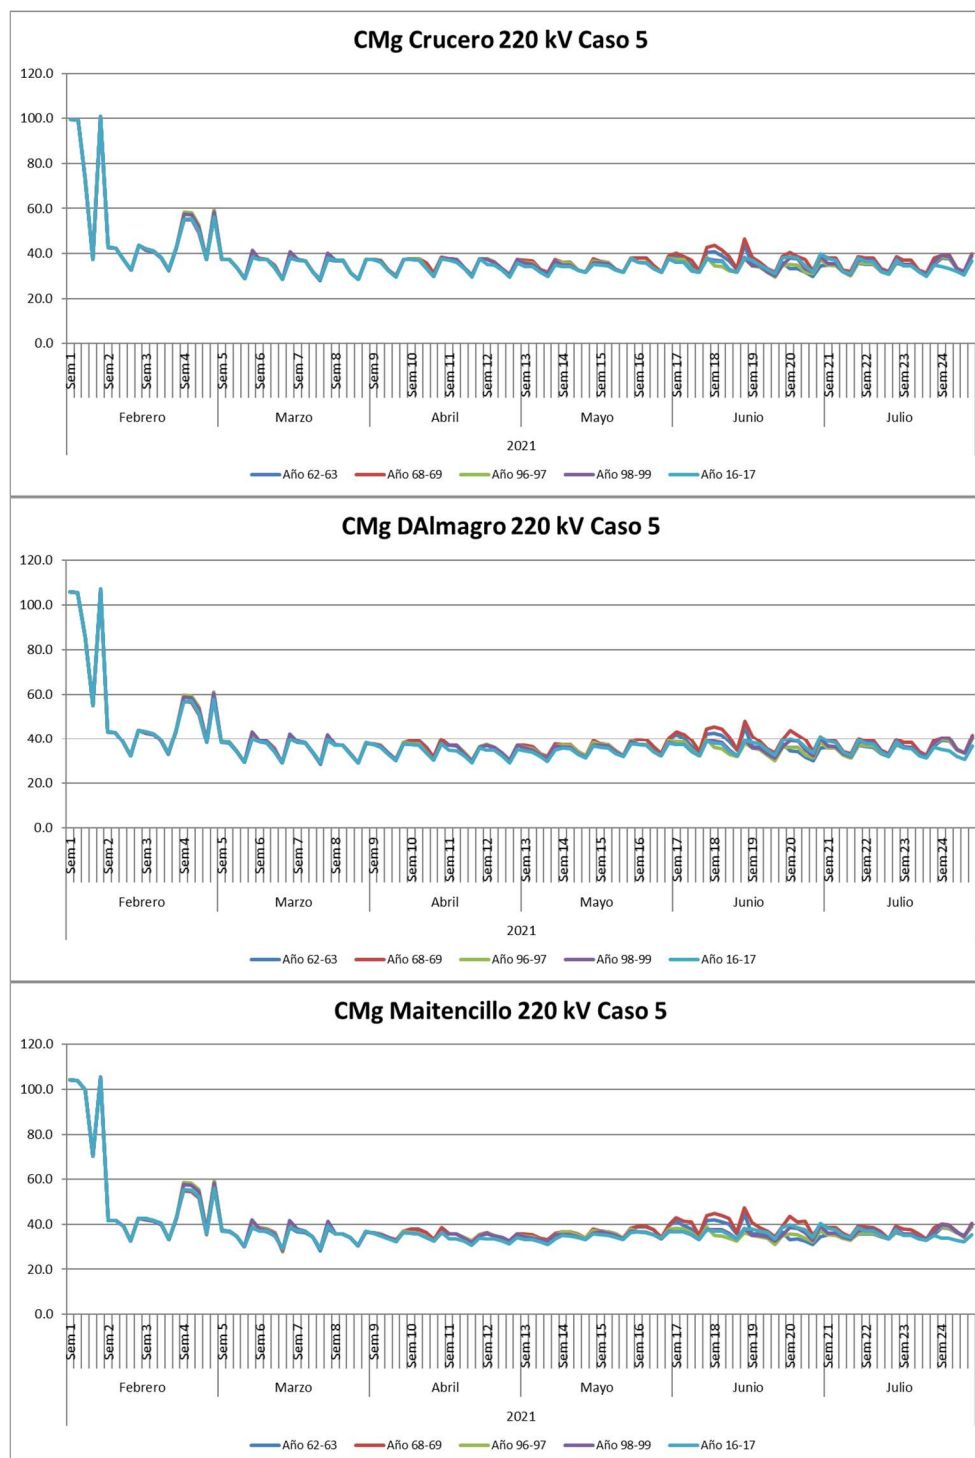 CMg Crucero 220 kV Caso 5
120.0
100.0
80.0
60.0
40.0
20.0
0.0
Sem 1 Sem 2 Sem 3 Sem 4 Sem 5 Sem 6 Sem 7 Sem 8 Sem 9 Sem 10 Sem 11 Sem 12 Sem 13 Sem 14 Sem 15 Sem 16 Sem 17 Sem 18 Sem 19 Sem 20 Sem 21 Sem 22 Sem 23 Sem 24
Febrero Marzo Abril Mayo Junio Julio
2021
Año 62-63 Año 68-69 Año 96-97 Año 98-99 Año 16-17
CMg DAlmagro 220 kV Caso 5
120.0
100.0
80.0
60.0
40.0
20.0
0.0
Sem 1 Sem 2 Sem 3 Sem 4 Sem 5 Sem 6 Sem 7 Sem 8 Sem 9 Sem 10 Sem 11 Sem 12 Sem 13 Sem 14 Sem 15 Sem 16 Sem 17 Sem 18 Sem 19 Sem 20 Sem 21 Sem 22 Sem 23 Sem 24
Febrero Marzo Abril Mayo Junio Julio
2021
Año 62-63 Año 68-69 Año 96-97 Año 98-99 Año 16-17
CMg Maitencillo 220 kV Caso 5
120.0
100.0
80.0
60.0
40.0
20.0
0.0
Sem 1 Sem 2 Sem 3 Sem 4 Sem 5 Sem 6 Sem 7 Sem 8 Sem 9 Sem 10 Sem 11 Sem 12 Sem 13 Sem 14 Sem 15 Sem 16 Sem 17 Sem 18 Sem 19 Sem 20 Sem 21 Sem 22 Sem 23 Sem 24
Febrero Marzo Abril Mayo Junio Julio
2021
Año 62-63 Año 68-69 Año 96-97 Año 98-99 Año 16-17